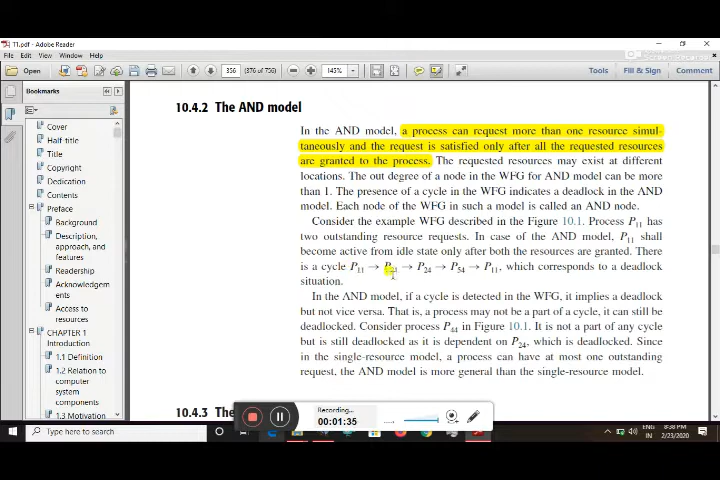 T1.pdf - Adobe Reader
File Edit View Window Help
Open 356 (376 of 756) 145% Tools Fill & Sign Comment
Bookmarks
Cover
Half-title
Title
Copyright
Dedication
Contents
Preface
Background
Description,
approach, and
features
Readership
Acknowledgem
ents
Access to
resources
CHAPTER 1
Introduction
1.1 Definition
1.2 Relation to
computer
system
components
1.3 Motivation
10.4.2 The AND model
In the AND model, a process can request more than one resource simul-
taneously and the request is satisfied only after all the requested resources
are granted to the process. The requested resources may exist at different
locations. The out degree of a node in the WFG for AND model can be more
than 1. The presence of a cycle in the WFG indicates a deadlock in the AND
model. Each node of the WFG in such a model is called an AND node.
Consider the example WFG described in the Figure 10.1. Process P11 has
two outstanding resource requests. In case of the AND model, P11 shall
become active from idle state only after both the resources are granted. There
is a cycle P11 → P21 → P24 → P54 → P11, which corresponds to a deadlock
situation.
In the AND model, if a cycle is detected in the WFG, it implies a deadlock
but not vice versa. That is, a process may not be a part of a cycle, it can still be
deadlocked. Consider process P44 in Figure 10.1. It is not a part of any cycle
but is still deadlocked as it is dependent on P24, which is deadlocked. Since
in the single-resource model, a process can have at most one outstanding
request, the AND model is more general than the single-resource model.
10.4.3 The
Recording...
00:01:35
Type here to search
ENG
IN
8:38 PM
2/23/2020